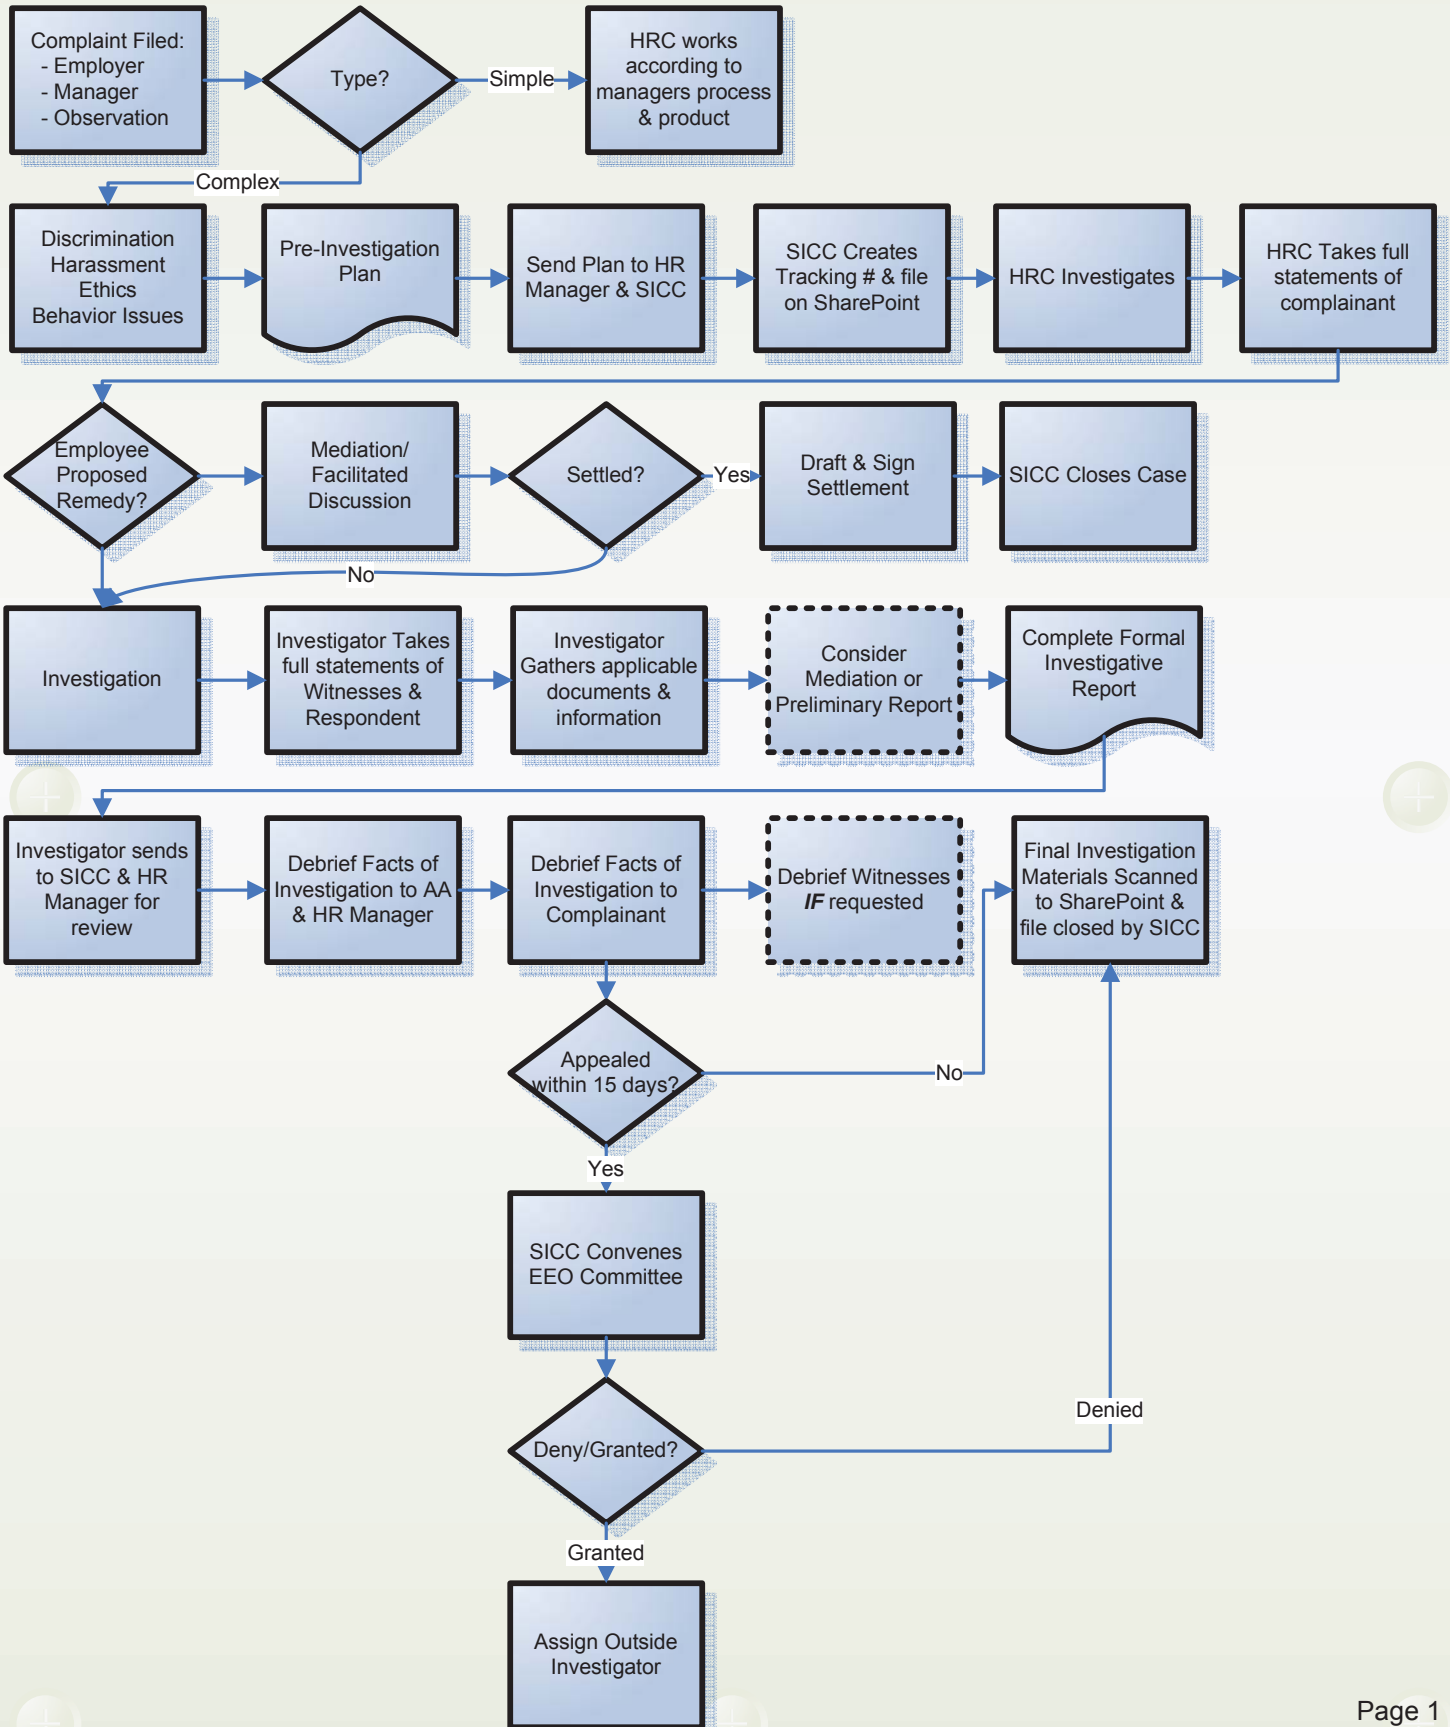 Complaint Filed:
- Employer
- Manager
- Observation
Type?
Simple
HRC works
according to
managers process
& product
Complex
Discrimination
Harassment
Ethics
Behavior Issues
Pre-Investigation
Plan
Send Plan to HR
Manager & SICC
SICC Creates
Tracking # & file
on SharePoint
HRC Investigates
HRC Takes full
statements of
complainant
Employee
Proposed
Remedy?
Mediation/
Facilitated
Discussion
Settled?
Yes
Draft & Sign
Settlement
SICC Closes Case
No
Investigation
Investigator Takes
full statements of
Witnesses &
Respondent
Investigator
Gathers applicable
documents &
information
Consider
Mediation or
Preliminary Report
Complete Formal
Investigative
Report
Investigator sends
to SICC & HR
Manager for
review
Debrief Facts of
Investigation to AA
& HR Manager
Debrief Facts of
Investigation to
Complainant
Debrief Witnesses
IF requested
Final Investigation
Materials Scanned
to SharePoint &
file closed by SICC
Appealed
within 15 days?
No
Yes
SICC Convenes
EEO Committee
Deny/Granted?
Denied
Granted
Assign Outside
Investigator
Page 1